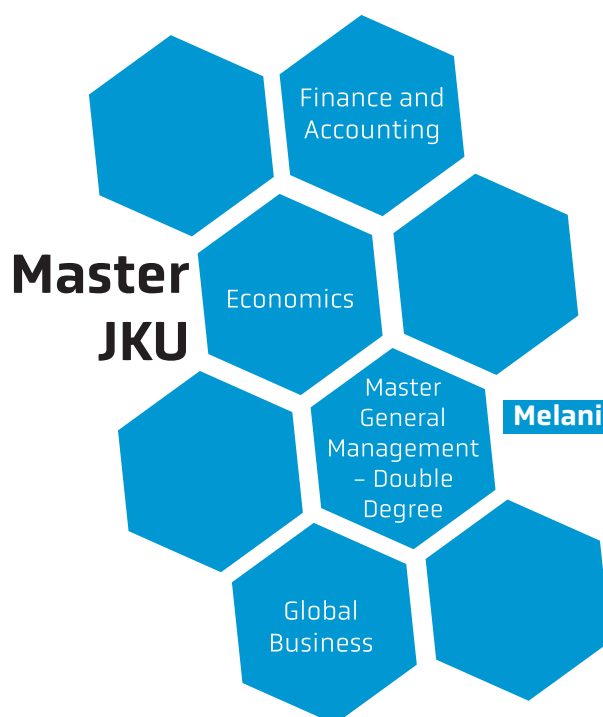 Finance and
Accounting
Master
JKU
Economics
Master
General
Management
– Double
Degree
Melani
Global
Business